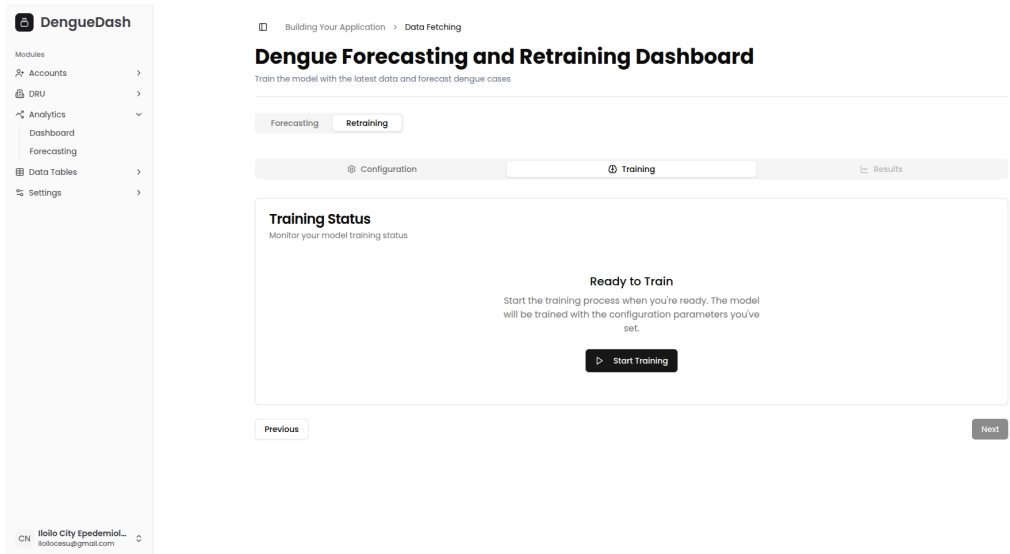 DengueDash
Modules
Accounts
DRU
Analytics
Dashboard
Forecasting
Data Tables
Settings
CN
Iloilo City Epedemiol...
iloilocesu@gmail.com
Building Your Application > Data Fetching
Dengue Forecasting and Retraining Dashboard
Train the model with the latest data and forecast dengue cases
Forecasting Retraining
Configuration Training Results
Training Status
Monitor your model training status
Ready to Train
Start the training process when you're ready. The model
will be trained with the configuration parameters you've
set.
Start Training
Previous Next